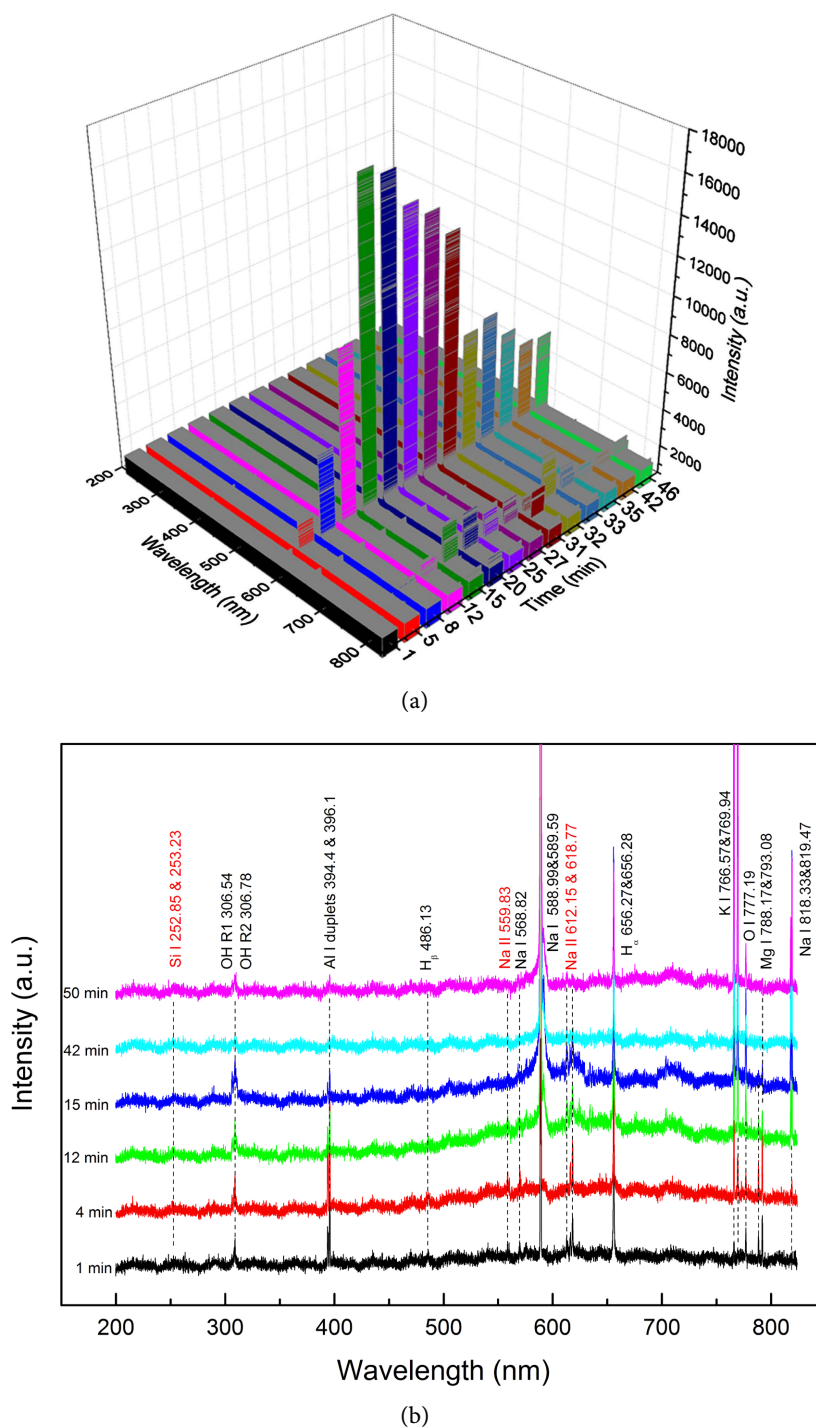 18000
16000
14000
12000
10000
8000
6000
4000
2000
Intensity (a.u.)
200
300
400
500
600
700
800
Wavelength (nm)
1
5
8
12
15
20
25
27
31
32
33
35
42
46
Time (min)
(a)
Si I 252.85 & 253.23
OH R1 306.54
OH R2 306.78
Al I duplets 394.4 & 396.1
Hβ 486.13
Na II 559.83
Na I 568.82
Na I 588.99&589.59
Na II 612.15 & 618.77
Hα 656.27&656.28
K I 766.57&769.94
O I 777.19
Mg I 788.17&793.08
Na I 818.33&819.47
50 min
42 min
15 min
12 min
4 min
1 min
Intensity (a.u.)
200 300 400 500 600 700 800
Wavelength (nm)
(b)